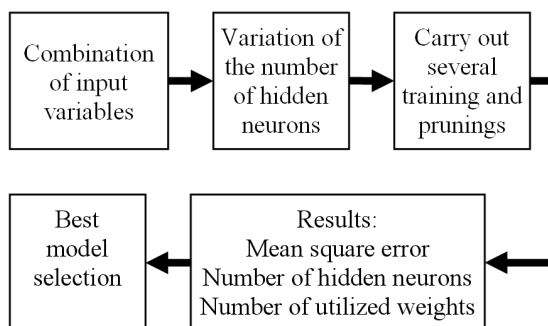 Combination
of input
variables
Variation of
the number
of hidden
neurons
Carry out
several
training and
prunings
Best
model
selection
Results:
Mean square error
Number of hidden neurons
Number of utilized weights